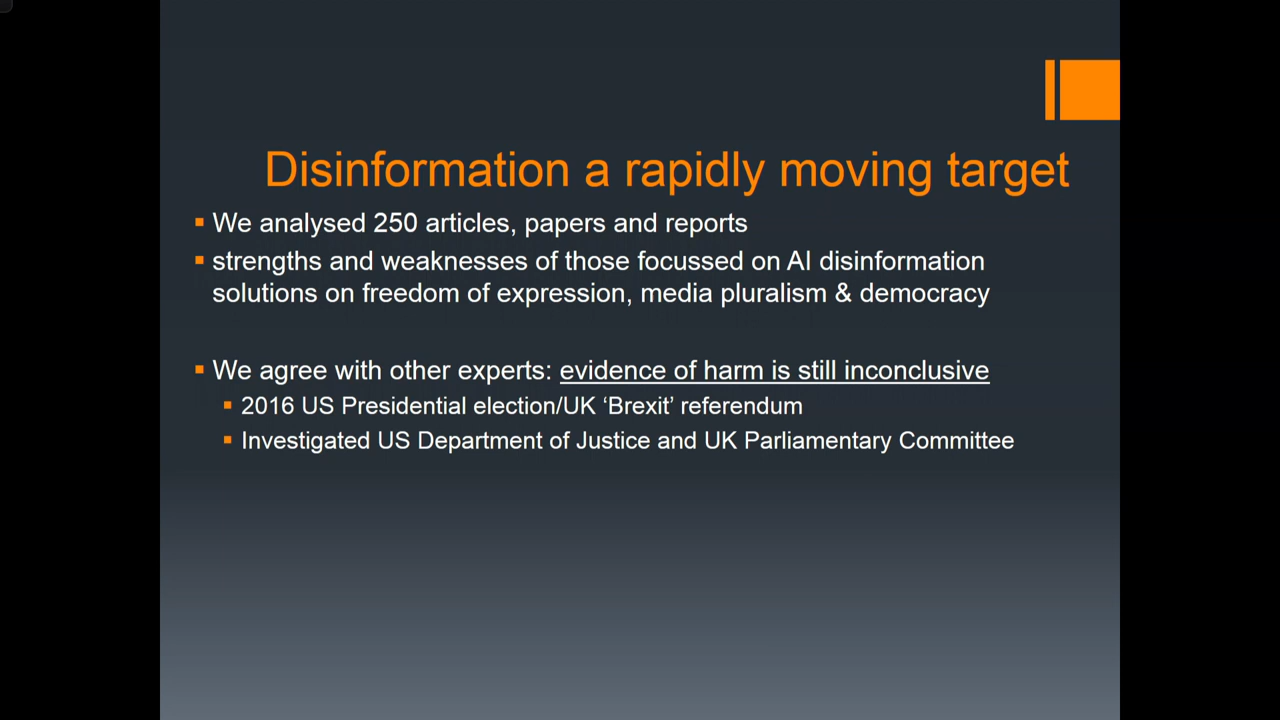 Disinformation a rapidly moving target
We analysed 250 articles, papers and reports
strengths and weaknesses of those focussed on AI disinformation
solutions on freedom of expression, media pluralism & democracy
We agree with other experts: evidence of harm is still inconclusive
2016 US Presidential election/UK ‘Brexit’ referendum
Investigated US Department of Justice and UK Parliamentary Committee